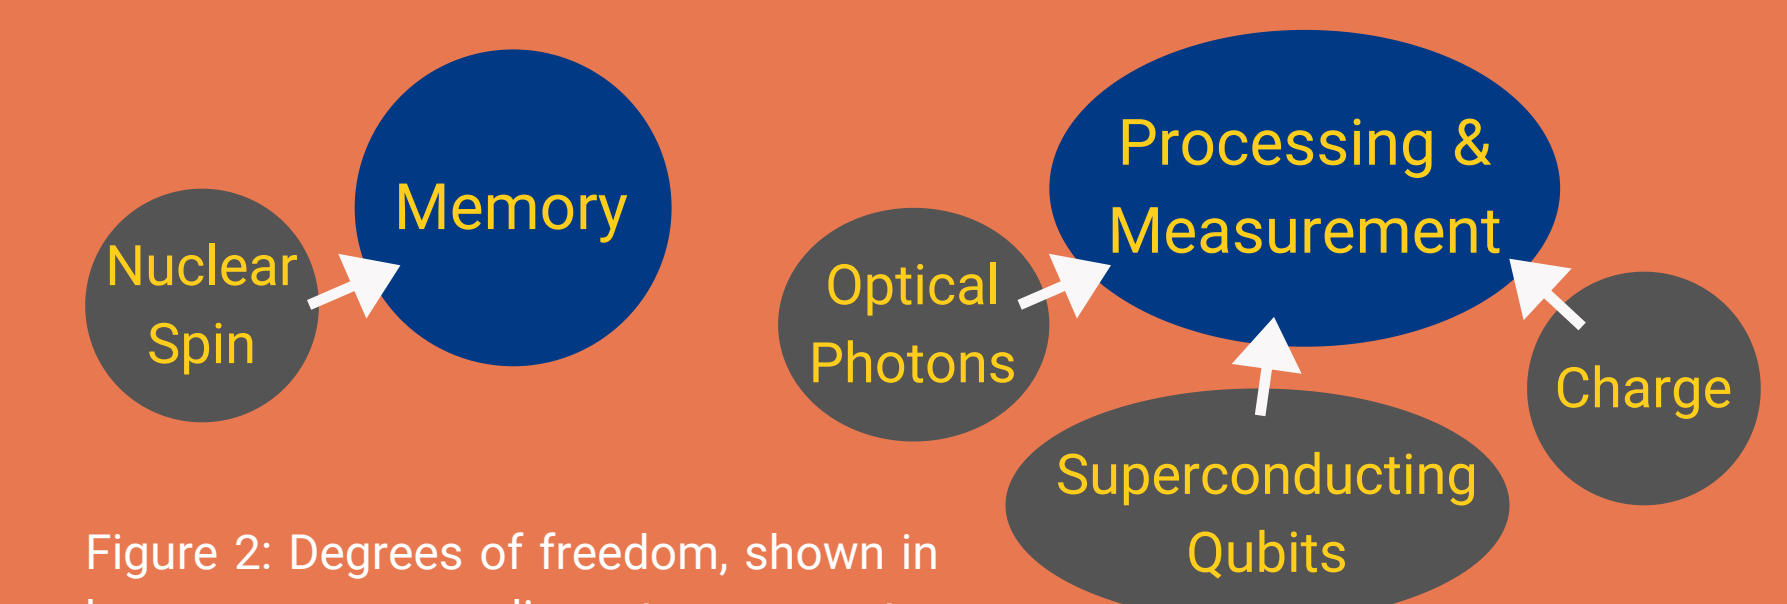 Memory
Nuclear
Spin
Processing &
Measurement
Optical
Photons
Charge
Superconducting
Qubits
Figure 2: Degrees of freedom, shown in